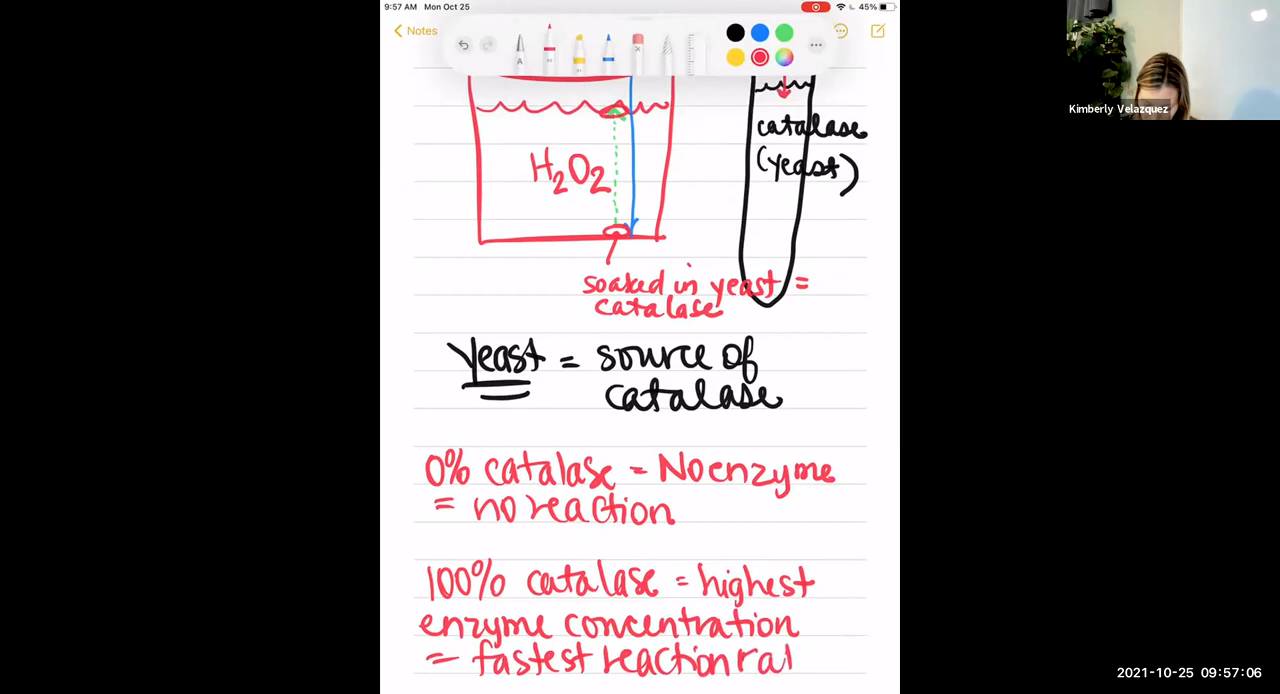 9:57 AM Mon Oct 25
45%
Notes
A
H2O2
catalase
(yeast)
soaked in yeast =
catalase
Yeast = source of
catalase
0% catalase = No enzyme
= no reaction
100% catalase = highest
enzyme concentration
= fastest reaction rat
Kimberly Velazquez
2021-10-25 09:57:06